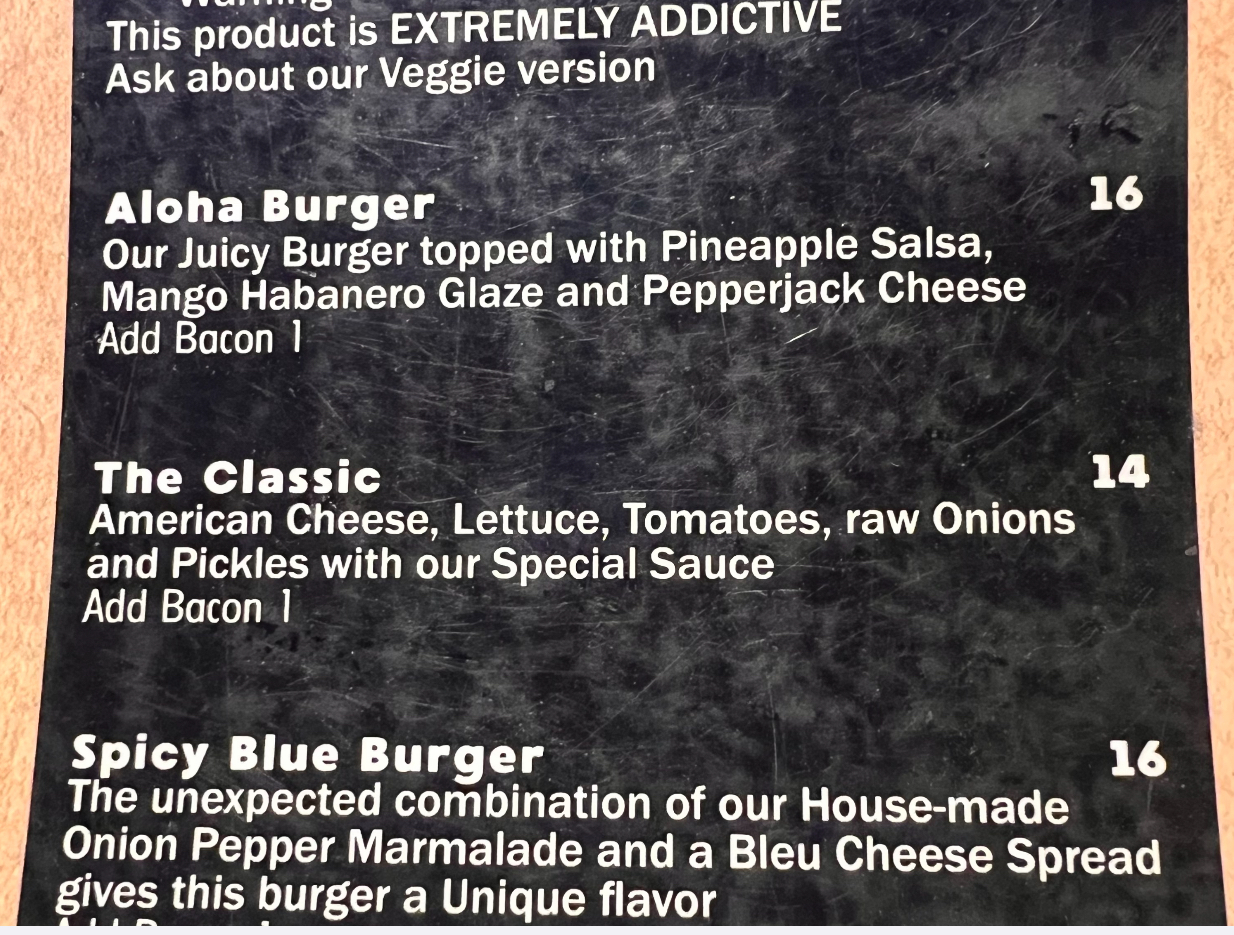 Warning
This product is EXTREMELY ADDICTIVE
Ask about our Veggie version
Aloha Burger 16
Our Juicy Burger topped with Pineapple Salsa,
Mango Habanero Glaze and Pepperjack Cheese
Add Bacon 1
The Classic 14
American Cheese, Lettuce, Tomatoes, raw Onions
and Pickles with our Special Sauce
Add Bacon 1
Spicy Blue Burger 16
The unexpected combination of our House-made
Onion Pepper Marmalade and a Bleu Cheese Spread
gives this burger a Unique flavor